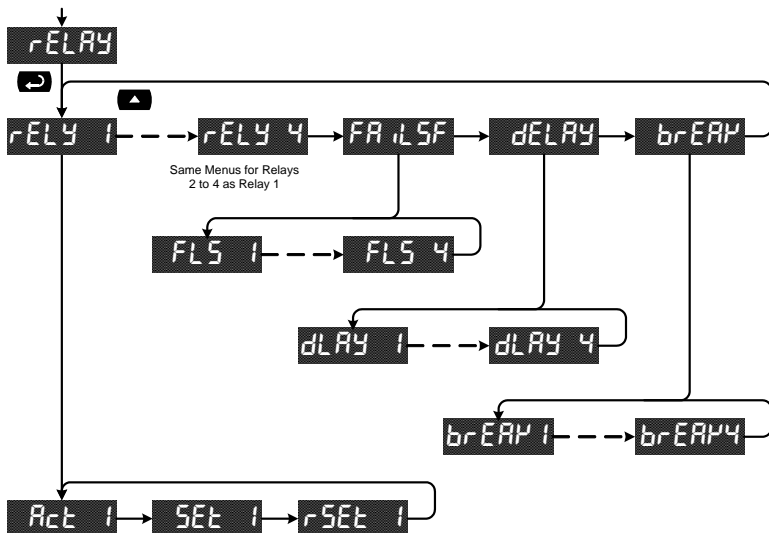 rELAY
rELY 1
rELY 4
FAiLSF
dELAY
brEAK
Same Menus for Relays
2 to 4 as Relay 1
FLS 1
FLS 4
dLAY 1
dLAY 4
brEAK1
brEAK4
Act 1
SEt 1
rSEt 1